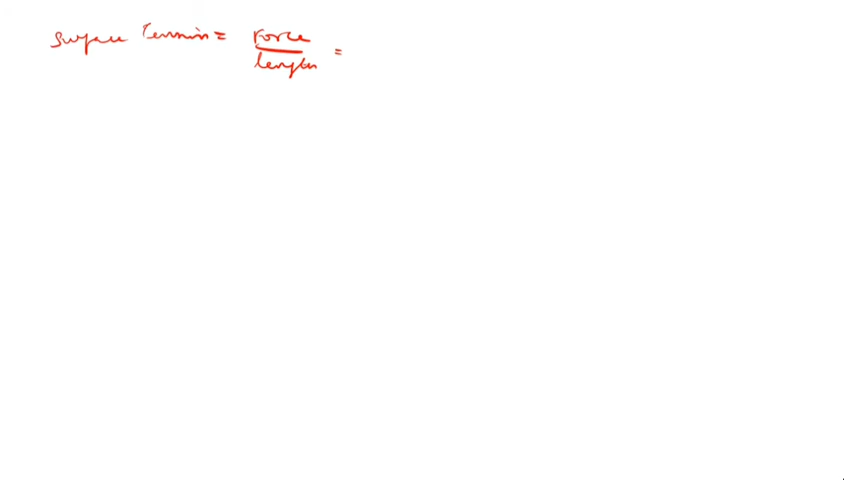 Surface Tension = Force =
length